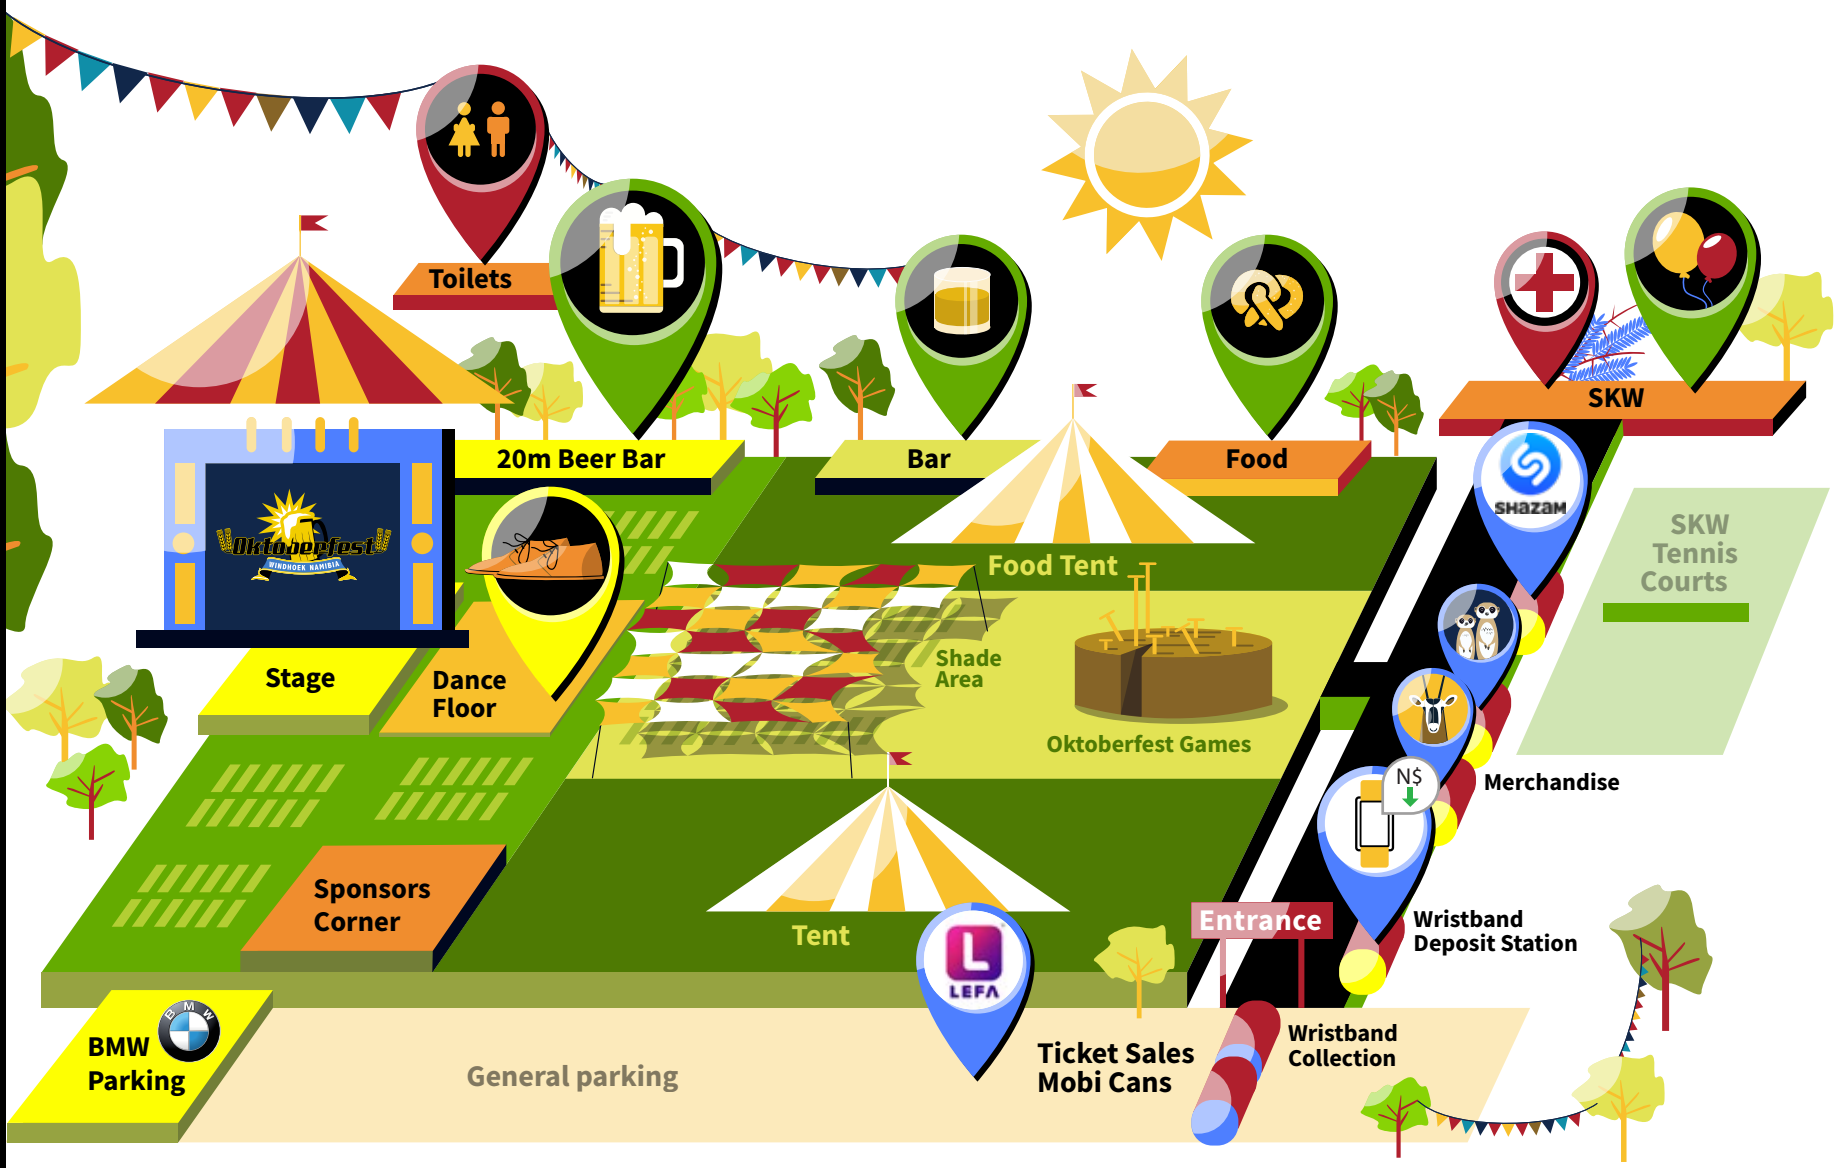 Toilets
SKW
20m Beer Bar
Bar
Food
SHAZAM
Oktoberfest
WINDHOEK NAMIBIA
SKW
Tennis
Courts
Food Tent
Shade
Area
Stage
Dance
Floor
Oktoberfest Games
N$
Merchandise
Sponsors
Corner
Entrance
Wristband
Deposit Station
Tent
LEFA
BMW
BMW
Parking
General parking
Ticket Sales
Mobi Cans
Wristband
Collection